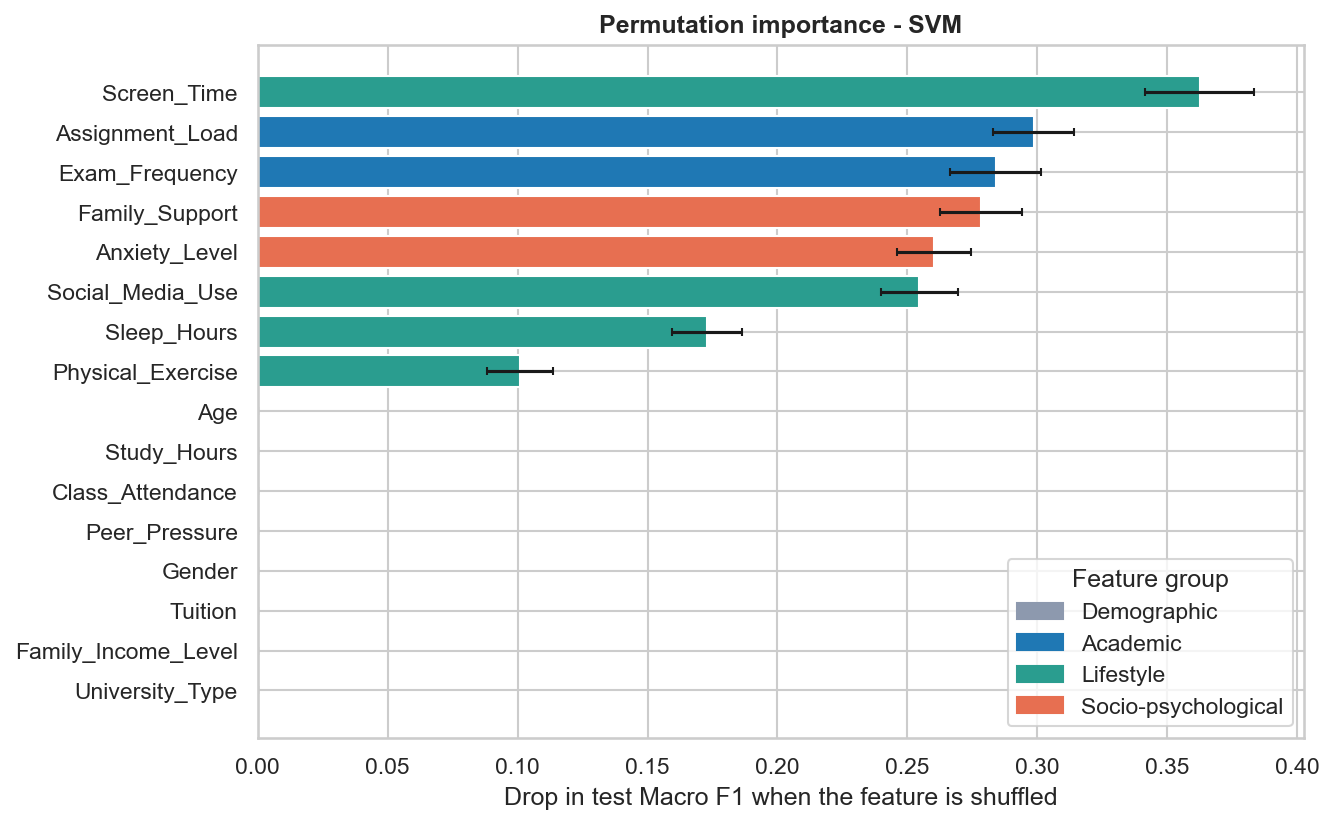 Permutation importance - SVM
Screen_Time
Assignment_Load
Exam_Frequency
Family_Support
Anxiety_Level
Social_Media_Use
Sleep_Hours
Physical_Exercise
Age
Study_Hours
Class_Attendance
Peer_Pressure
Gender
Tuition
Family_Income_Level
University_Type
Feature group
Demographic
Academic
Lifestyle
Socio-psychological
0.00 0.05 0.10 0.15 0.20 0.25 0.30 0.35 0.40
Drop in test Macro F1 when the feature is shuffled